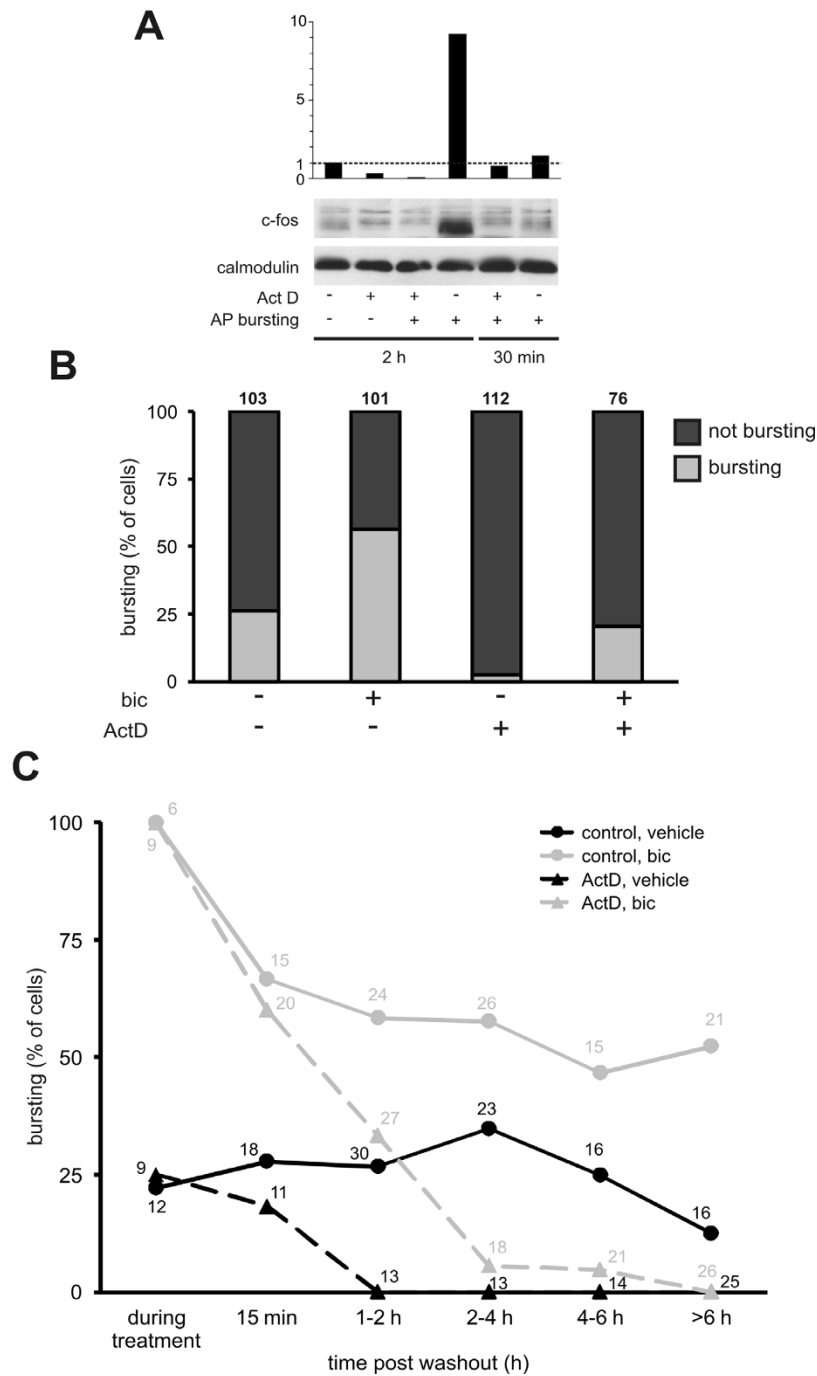 A
10
5
1
0
c-fos
calmodulin
Act D - + + - + -
AP bursting - - + + + +
2 h 30 min
B
103 101 112 76
100
75
50
25
0
bursting (% of cells)
not bursting
bursting
bic - + - +
ActD - - + +
C
100
75
50
25
0
bursting (% of cells)
control, vehicle
control, bic
ActD, vehicle
ActD, bic
6 15 24 26 15 21
9 20 27 18 21 26
12 18 30 23 16 16
9 11 13 13 14 25
during treatment 15 min 1-2 h 2-4 h 4-6 h >6 h
time post washout (h)